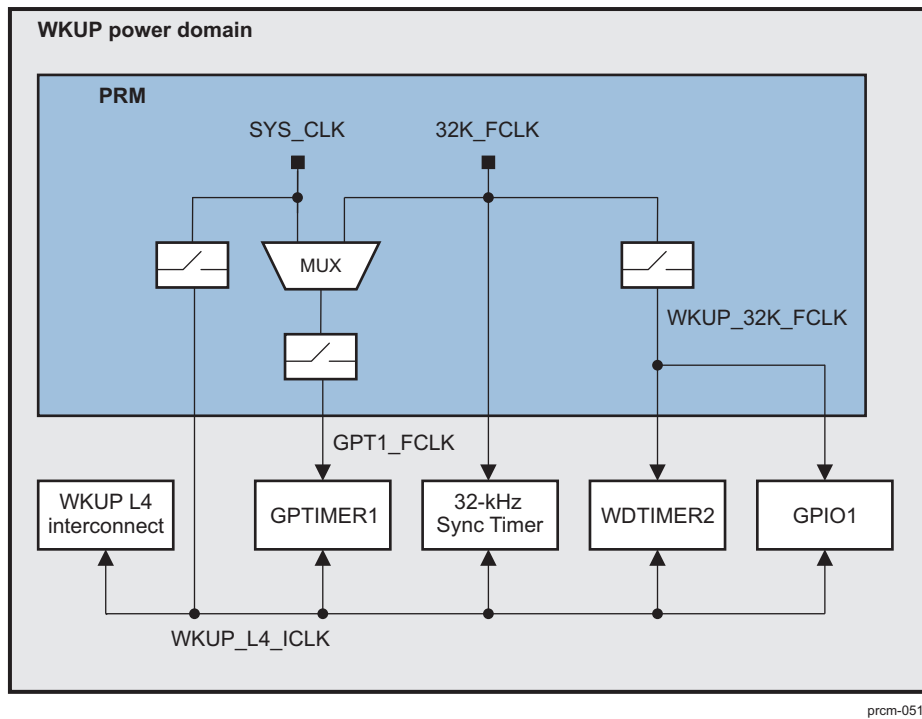 WKUP power domain
PRM
SYS_CLK
32K_FCLK
MUX
WKUP_32K_FCLK
GPT1_FCLK
WKUP L4
interconnect
GPTIMER1
32-kHz
Sync Timer
WDTIMER2
GPIO1
WKUP_L4_ICLK
prcm-051